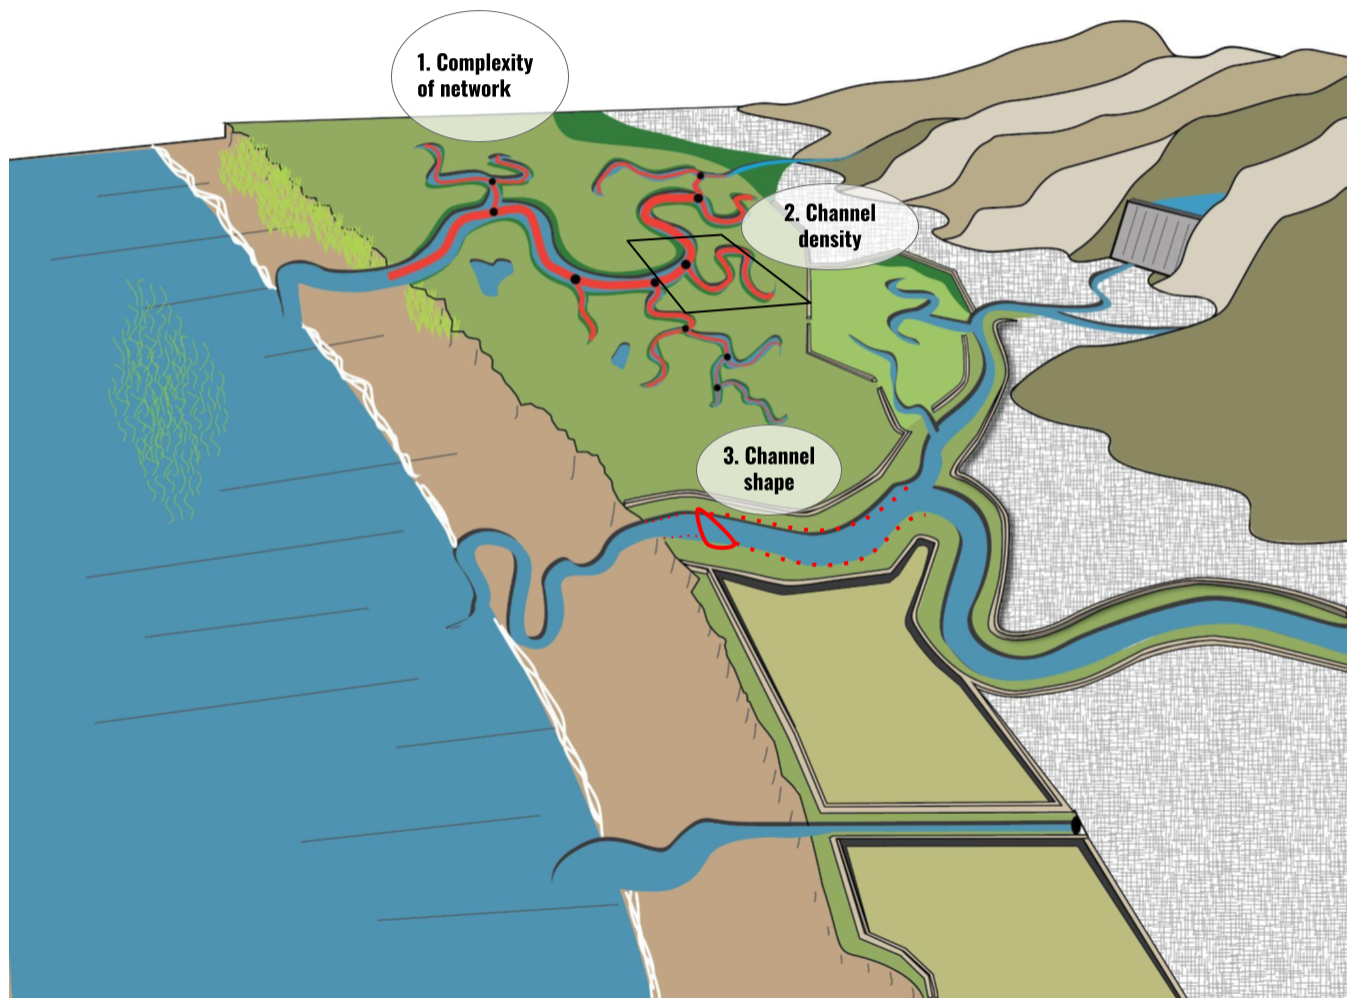 1. Complexity
of network
2. Channel
density
3. Channel
shape